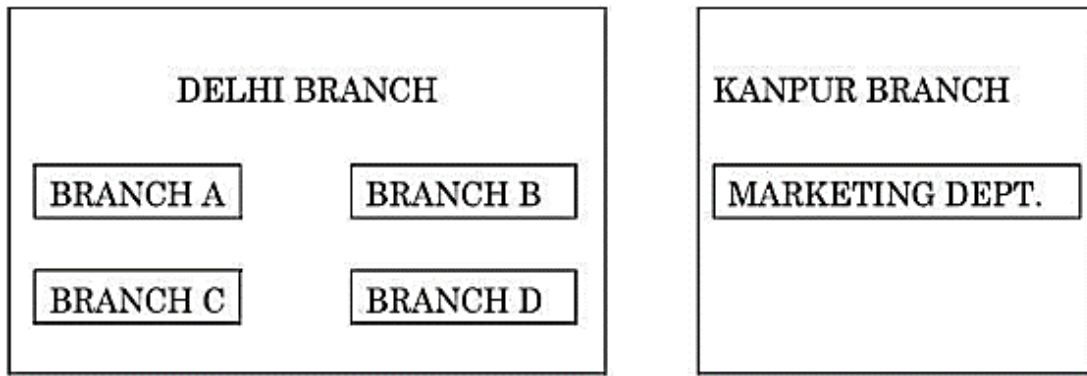 DELHI BRANCH
KANPUR BRANCH
BRANCH A
BRANCH B
MARKETING DEPT.
BRANCH C
BRANCH D